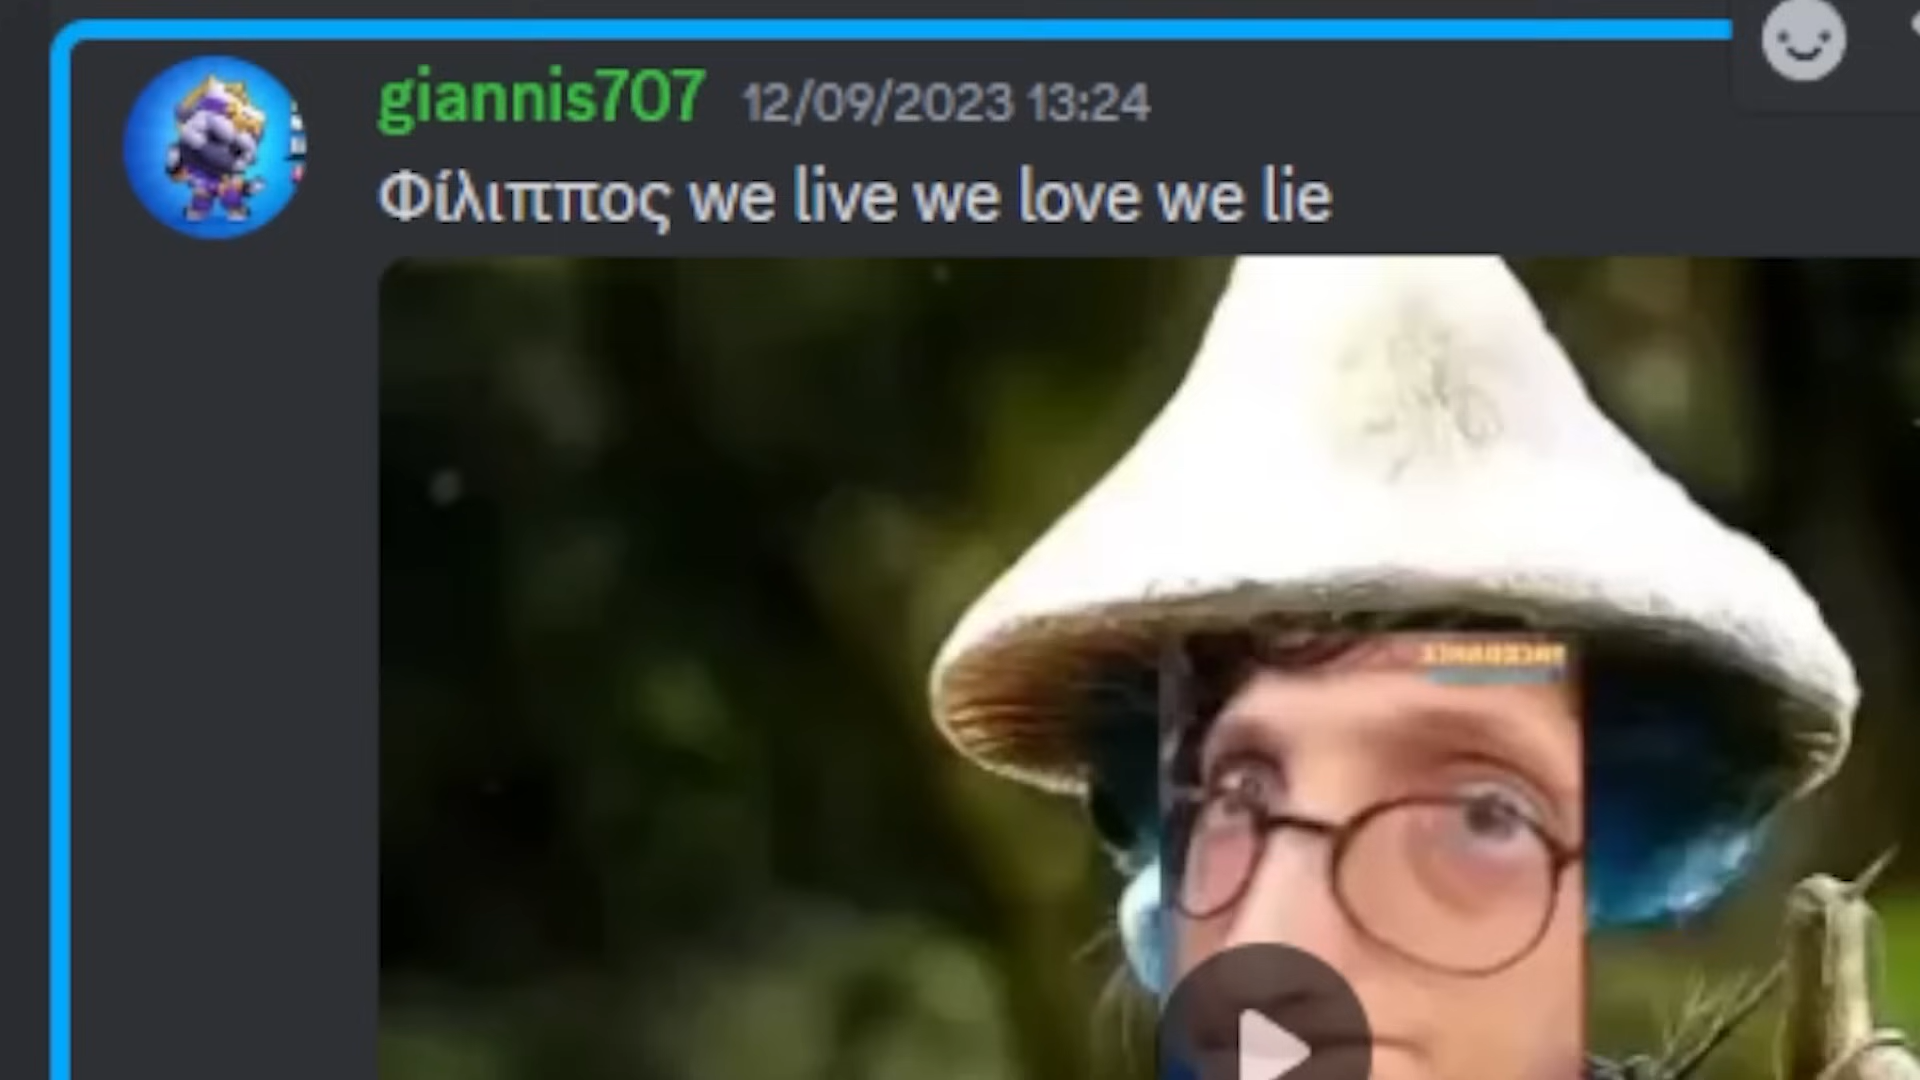 giannis707 12/09/2023 13:24
Φίλιππος we live we love we lie